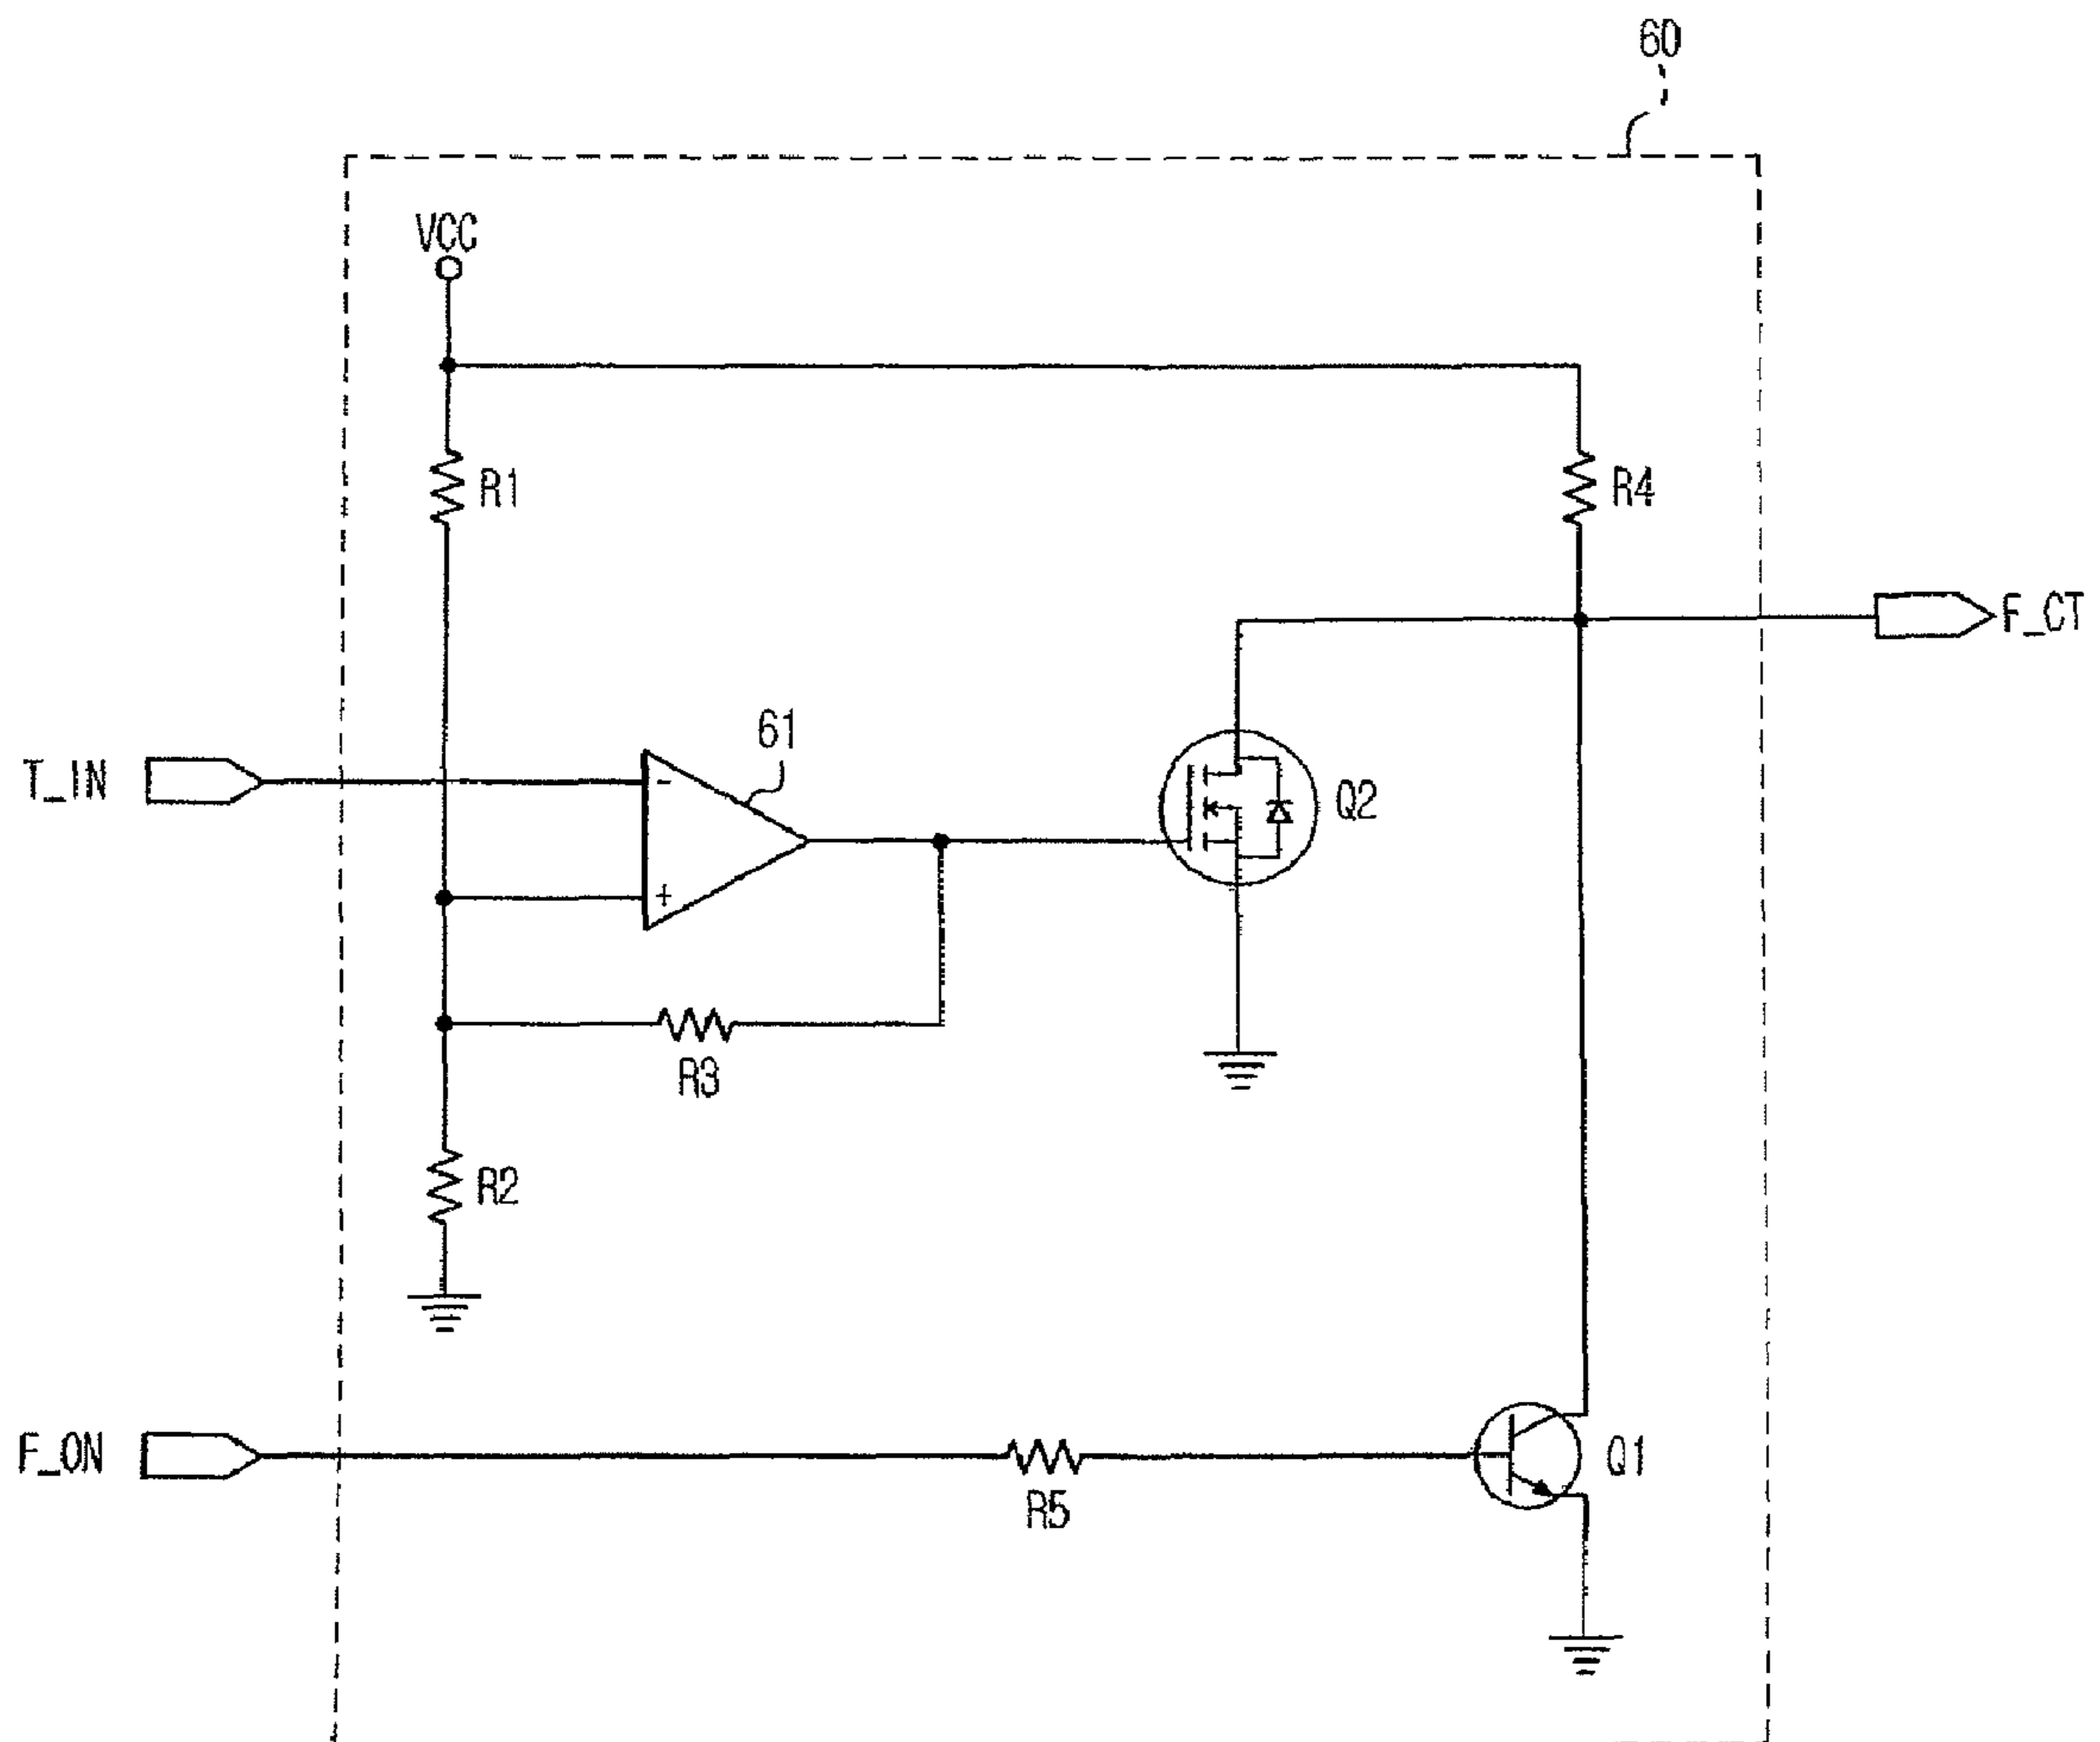 60
VCC
R1
R4
F_CT
61
T_IN
-
Q2
+
R3
R2
F_ON
Q1
R5